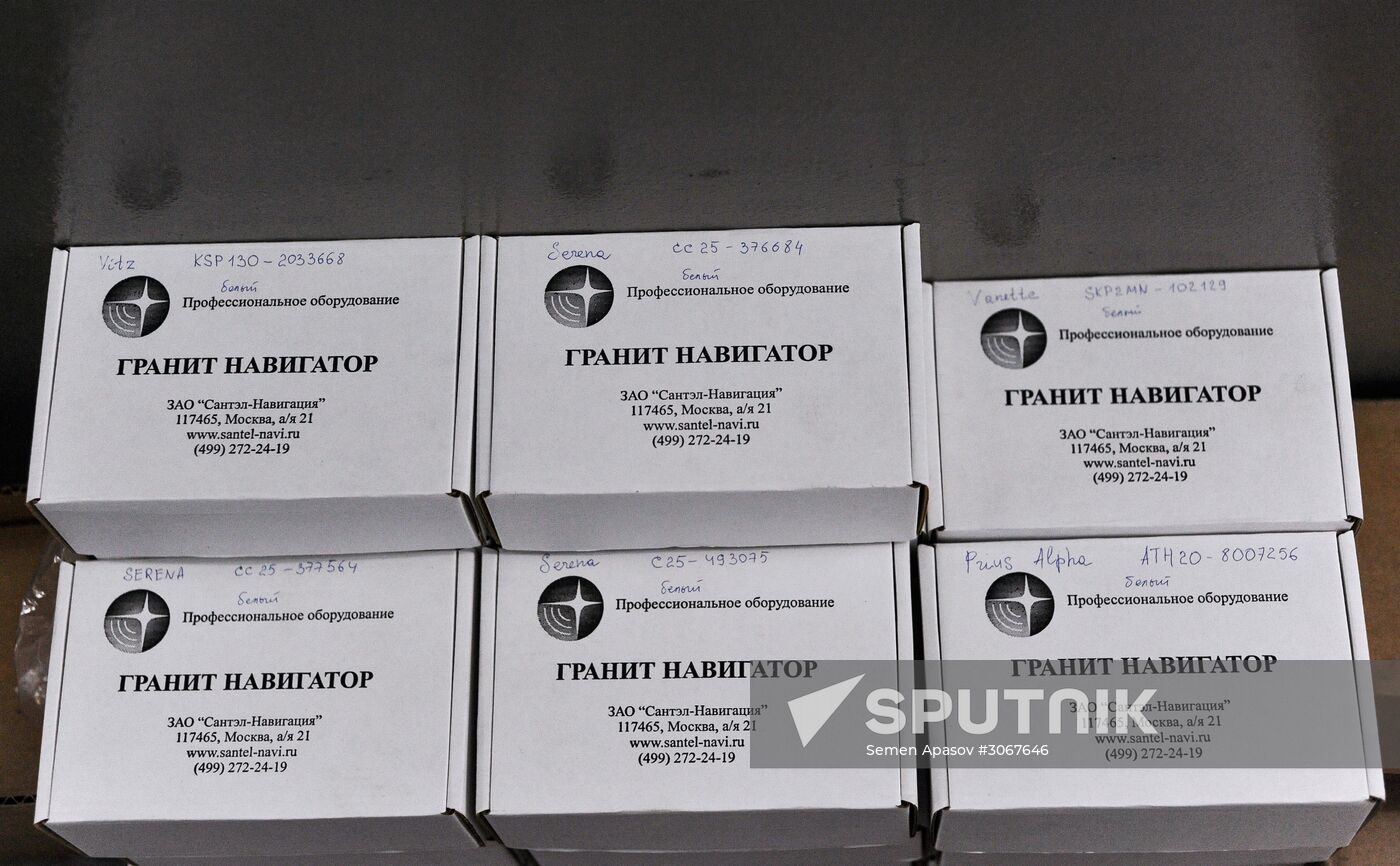 Vitz KSP 130 - 2033668
белый
Профессиональное оборудование
ГРАНИТ НАВИГАТОР
ЗАО “Сантэл-Навигация”
117465, Москва, а/я 21
www.santel-navi.ru
(499) 272-24-19
Serena CC 25 - 376684
белый
Профессиональное оборудование
ГРАНИТ НАВИГАТОР
ЗАО “Сантэл-Навигация”
117465, Москва, а/я 21
www.santel-navi.ru
(499) 272-24-19
Vanette SKP2MN - 102129
белый
Профессиональное оборудование
ГРАНИТ НАВИГАТОР
ЗАО “Сантэл-Навигация”
117465, Москва, а/я 21
www.santel-navi.ru
(499) 272-24-19
SERENA CC 25 - 377564
белый
Профессиональное оборудование
ГРАНИТ НАВИГАТОР
ЗАО “Сантэл-Навигация”
117465, Москва, а/я 21
www.santel-navi.ru
(499) 272-24-19
Serena C25 - 493075
белый
Профессиональное оборудование
ГРАНИТ НАВИГАТОР
ЗАО “Сантэл-Навигация”
117465, Москва, а/я 21
www.santel-navi.ru
(499) 272-24-19
Prius Alpha ATH20 - 8007256
белый
Профессиональное оборудование
ГРАНИТ НАВИГАТОР
ЗАО “Сантэл-Навигация”
117465, Москва, а/я 21
www.santel-navi.ru
(499) 272-24-19
SPUTNIK
Semen Apasov #3067646